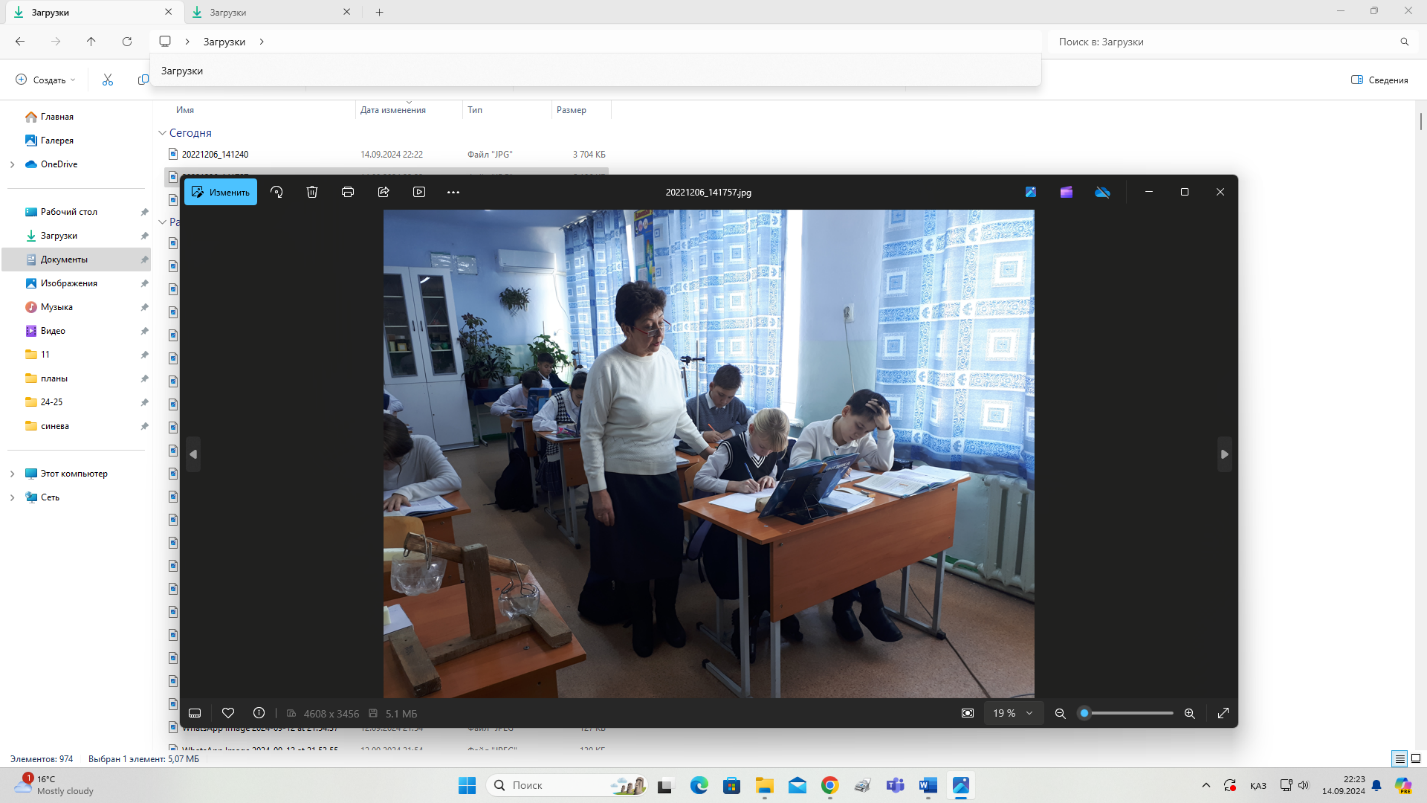 Загрузки
Загрузки
Загрузки
Поиск в: Загрузки
Загрузки
Создать
Сведения
Главная
Галерея
OneDrive
Рабочий стол
Загрузки
Документы
Изображения
Музыка
Видео
11
планы
24-25
синева
Этот компьютер
Сеть
Имя
Дата изменения
Тип
Размер
Сегодня
20221206_141240
14.09.2024 22:22
Файл "JPG"
3 704 КБ
Изменить
20221206_141757.jpg
4608 x 3456
5.1 МБ
19 %
Элементов: 974
Выбран 1 элемент: 5,07 МБ
1
16°C
Mostly cloudy
Поиск
ҚАЗ
22:23
14.09.2024